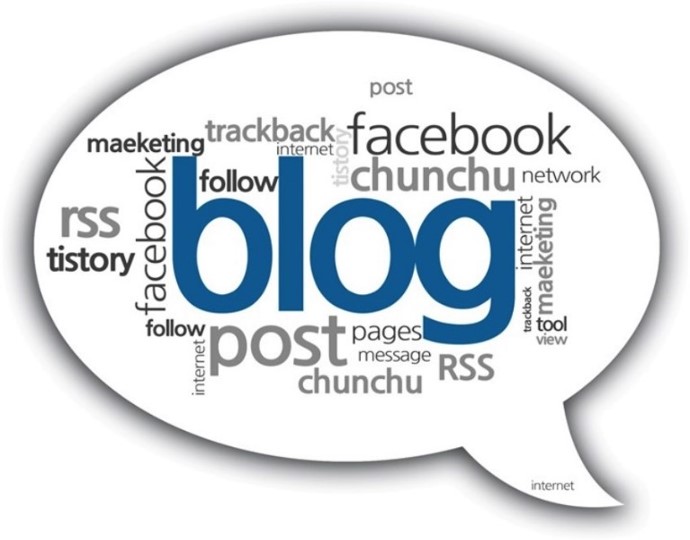 post
trackback
facebook
maeketing
internet
tistory
follow
chunchu
network
blog
rss
facebook
tistory
internet
maeketing
trackback
follow
post
pages
tool
view
message
RSS
internet
chunchu
internet